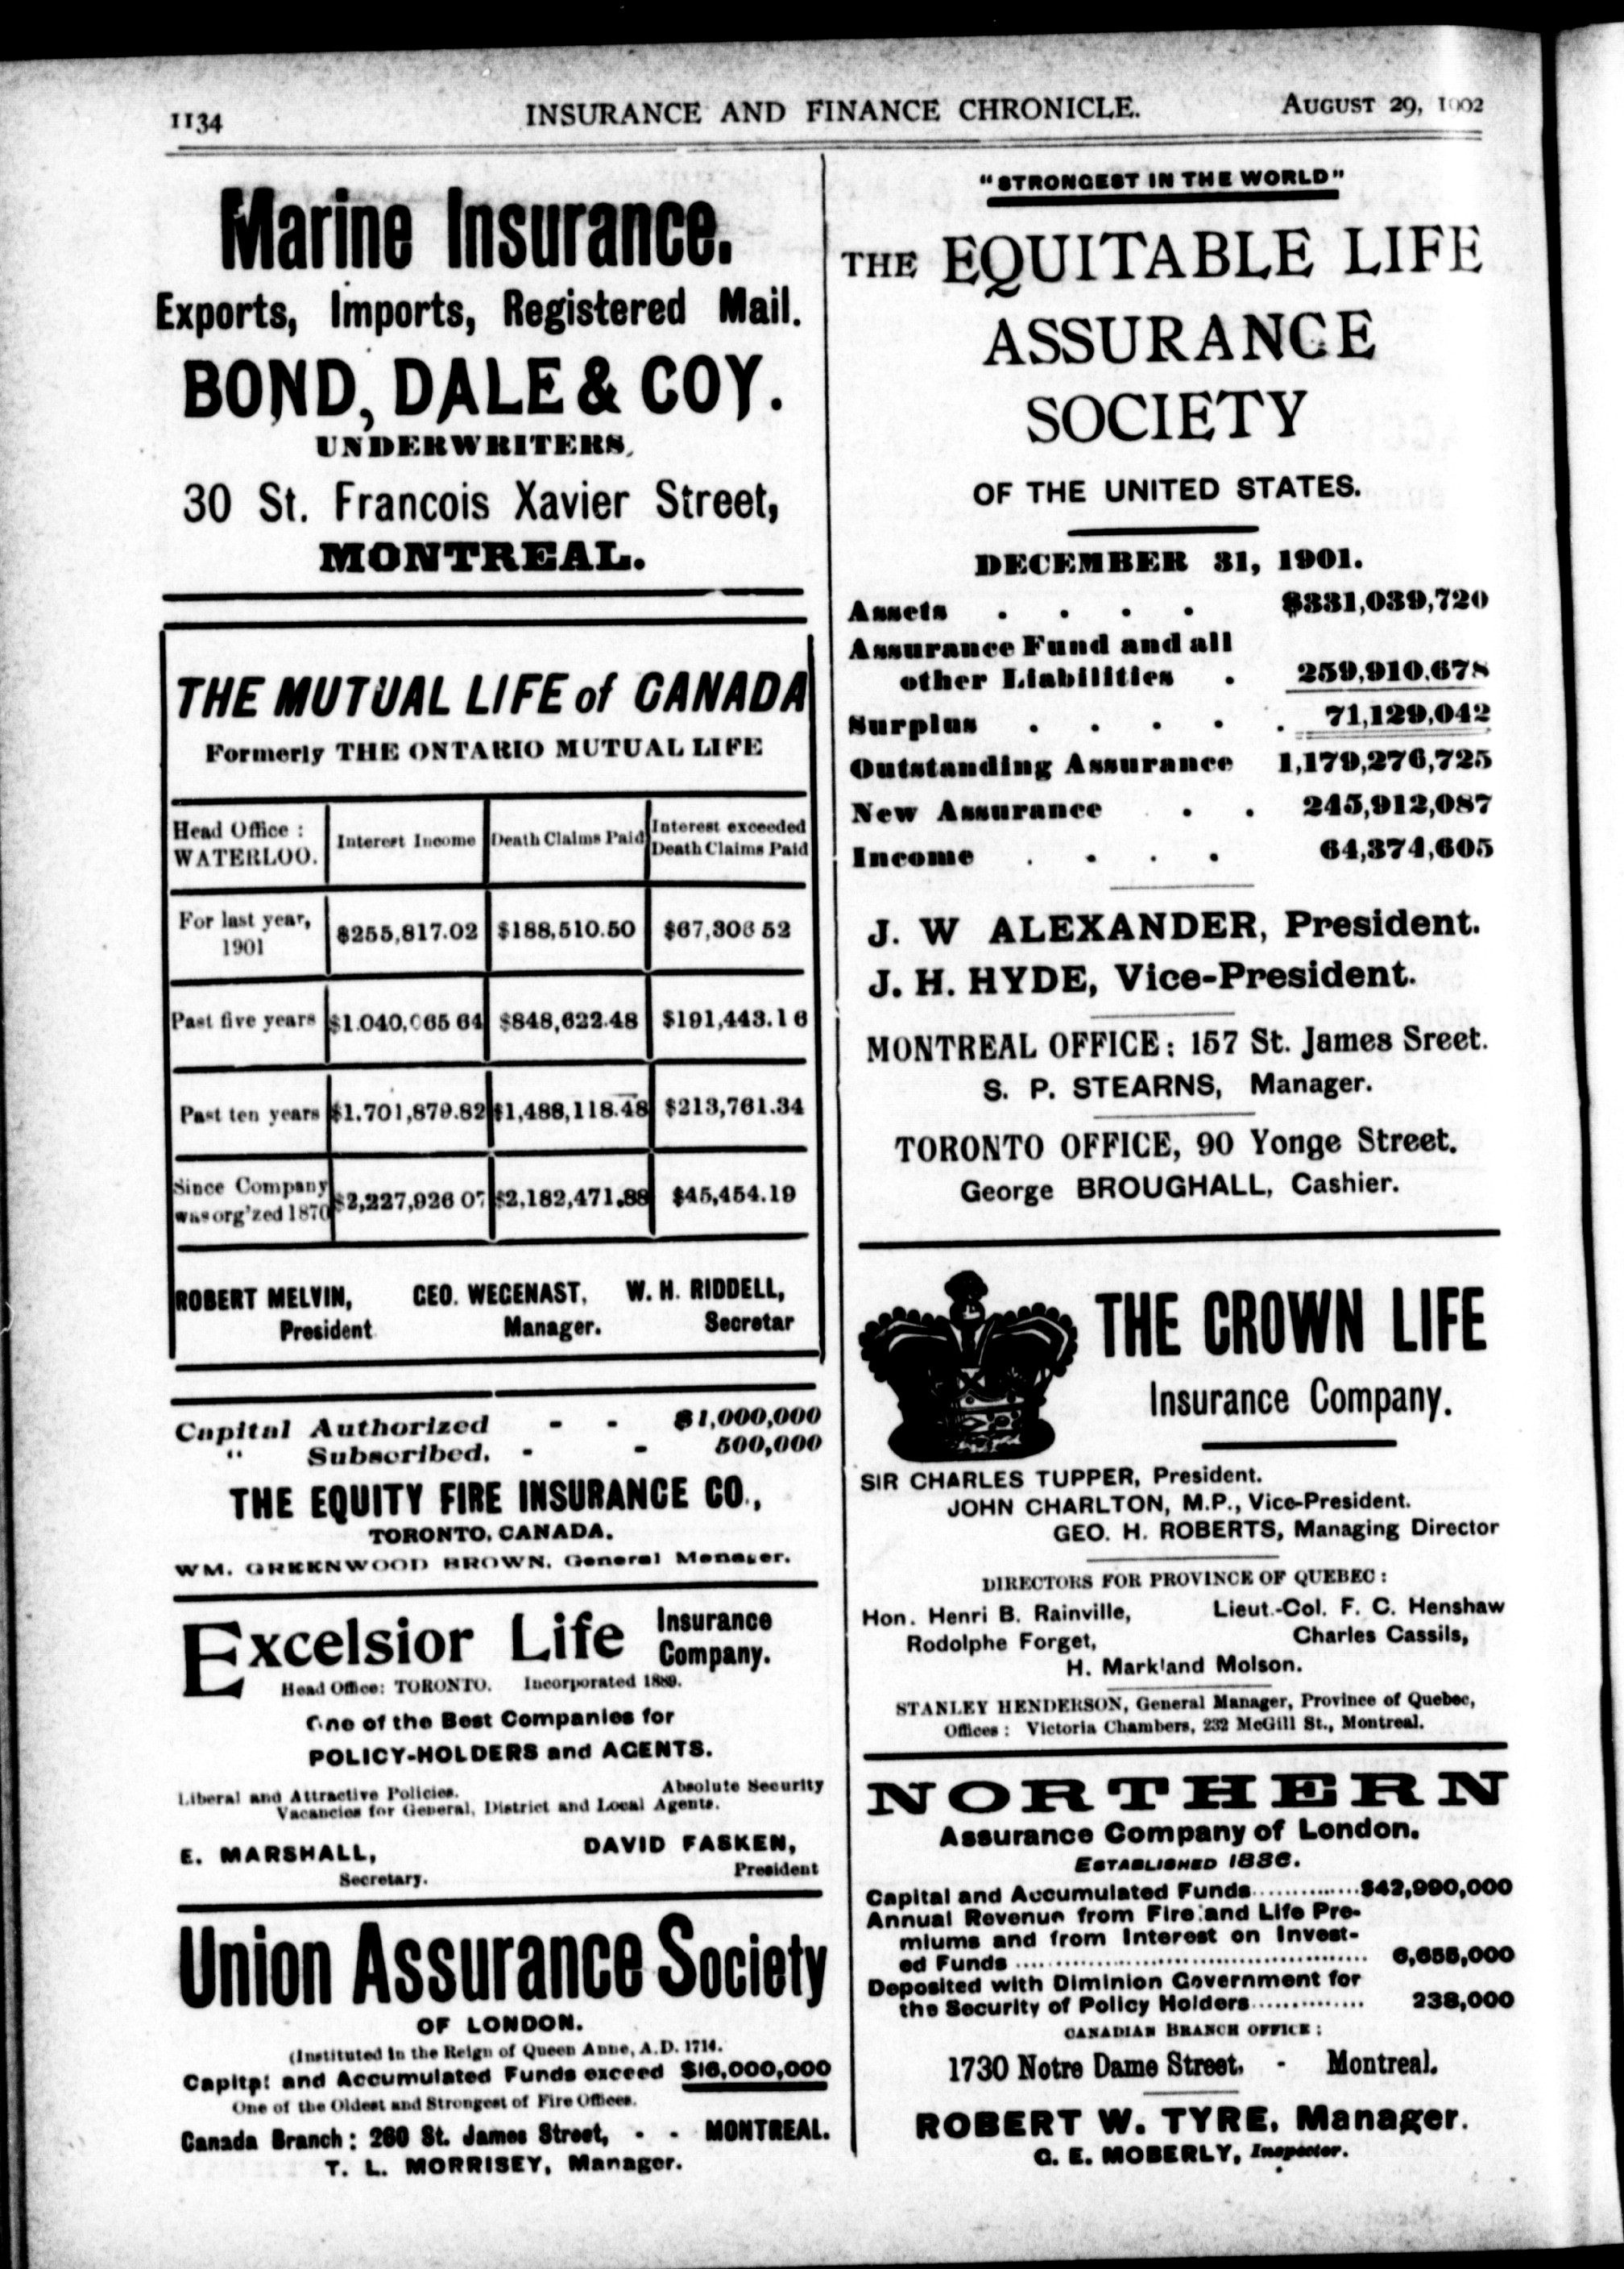 1134 INSURANCE AND FINANCE CHRONICLE. AUGUST 29, 1902
Marine Insurance.
Exports, Imports, Registered Mail.
BOND, DALE & COY.
UNDERWRITERS,
30 St. Francois Xavier Street,
MONTREAL.
THE MUTUAL LIFE of CANADA
Formerly THE ONTARIO MUTUAL LIFE
Head Office : WATERLOO. Interest Income Death Claims Paid Interest exceeded Death Claims Paid
For last year, 1901 $255,817.02 $188,510.50 $67,306 52
Past five years $1.040,065 64 $848,622.48 $191,443.16
Past ten years $1.701,879.82 $1,488,118.48 $213,761.34
Since Company was org'zed 1870 $2,227,926 07 $2,182,471.88 $45,454.19
ROBERT MELVIN, GEO. WEGENAST, W. H. RIDDELL,
President Manager. Secretar
Capital Authorized - - $1,000,000
" Subscribed, - - 500,000
THE EQUITY FIRE INSURANCE CO.,
TORONTO, CANADA.
WM. GREENWOOD BROWN, General Manager.
Excelsior Life Insurance Company.
Head Office: TORONTO. Incorporated 1889.
One of the Best Companies for
POLICY-HOLDERS and AGENTS.
Liberal and Attractive Policies. Absolute Security
Vacancies for General, District and Local Agents.
E. MARSHALL, DAVID FASKEN,
Secretary. President
Union Assurance Society
OF LONDON.
(Instituted in the Reign of Queen Anne, A.D. 1714.
Capital and Accumulated Funds exceed $16,000,000
One of the Oldest and Strongest of Fire Offices.
Canada Branch: 260 St. James Street, - - MONTREAL.
T. L. MORRISEY, Manager.
"STRONGEST IN THE WORLD"
THE EQUITABLE LIFE
ASSURANCE
SOCIETY
OF THE UNITED STATES.
DECEMBER 31, 1901.
Assets . . . . $331,039,720
Assurance Fund and all
other Liabilities . 259,910,678
Surplus . . . . . 71,129,042
Outstanding Assurance 1,179,276,725
New Assurance . . 245,912,087
Income . . . . 64,374,605
J. W ALEXANDER, President.
J. H. HYDE, Vice-President.
MONTREAL OFFICE: 157 St. James Sreet.
S. P. STEARNS, Manager.
TORONTO OFFICE, 90 Yonge Street.
George BROUGHALL, Cashier.
THE CROWN LIFE
Insurance Company.
SIR CHARLES TUPPER, President.
JOHN CHARLTON, M.P., Vice-President.
GEO. H. ROBERTS, Managing Director
DIRECTORS FOR PROVINCE OF QUEBEC :
Hon. Henri B. Rainville, Lieut.-Col. F. C. Henshaw
Rodolphe Forget, Charles Cassils,
H. Markland Molson.
STANLEY HENDERSON, General Manager, Province of Quebec,
Offices : Victoria Chambers, 232 McGill St., Montreal.
NORTHERN
Assurance Company of London.
ESTABLISHED 1836.
Capital and Accumulated Funds..............$42,990,000
Annual Revenue from Fire and Life Pre-
miums and from Interest on Invest-
ed Funds ........................................ 6,655,000
Deposited with Diminion Government for
the Security of Policy Holders.............. 238,000
CANADIAN BRANCH OFFICE :
1730 Notre Dame Street, - Montreal.
ROBERT W. TYRE, Manager.
G. E. MOBERLY, Inspector.